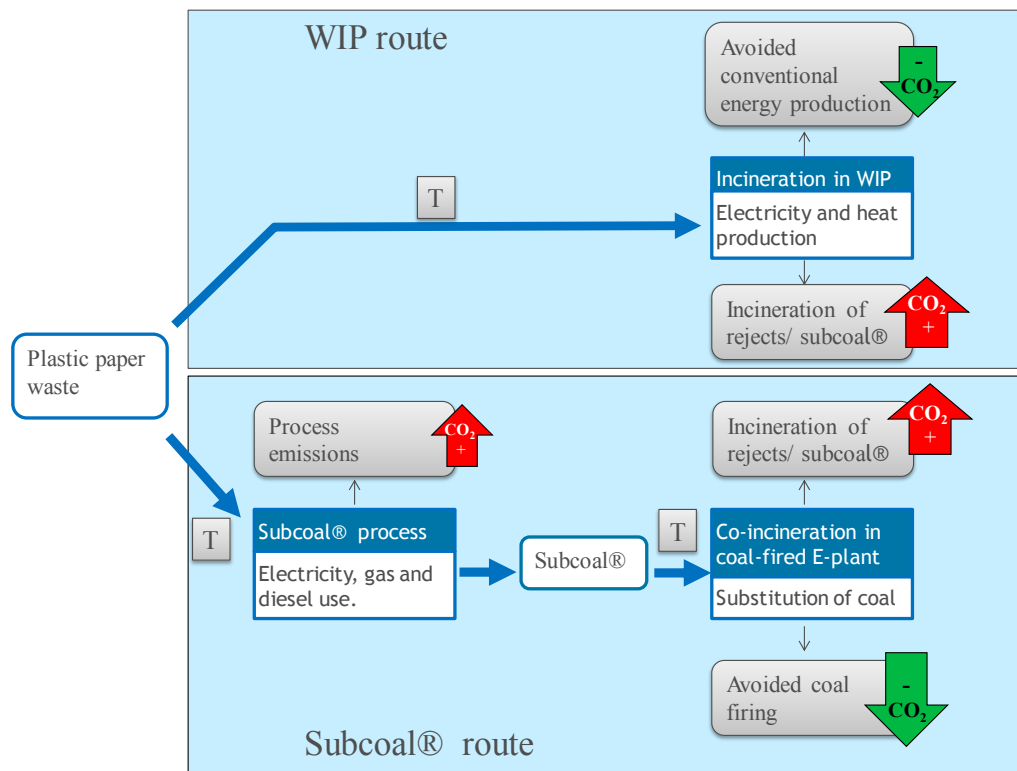 WIP route
Avoided
conventional
energy production
-
CO₂
T
Incineration in WIP
Electricity and heat
production
Incineration of
rejects/ subcoal®
CO₂
+
Plastic paper
waste
Process
emissions
CO₂
+
Incineration of
rejects/ subcoal®
CO₂
+
T
Subcoal® process
Electricity, gas and
diesel use.
Subcoal®
T
Co-incineration in
coal-fired E-plant
Substitution of coal
Avoided coal
firing
-
CO₂
Subcoal® route